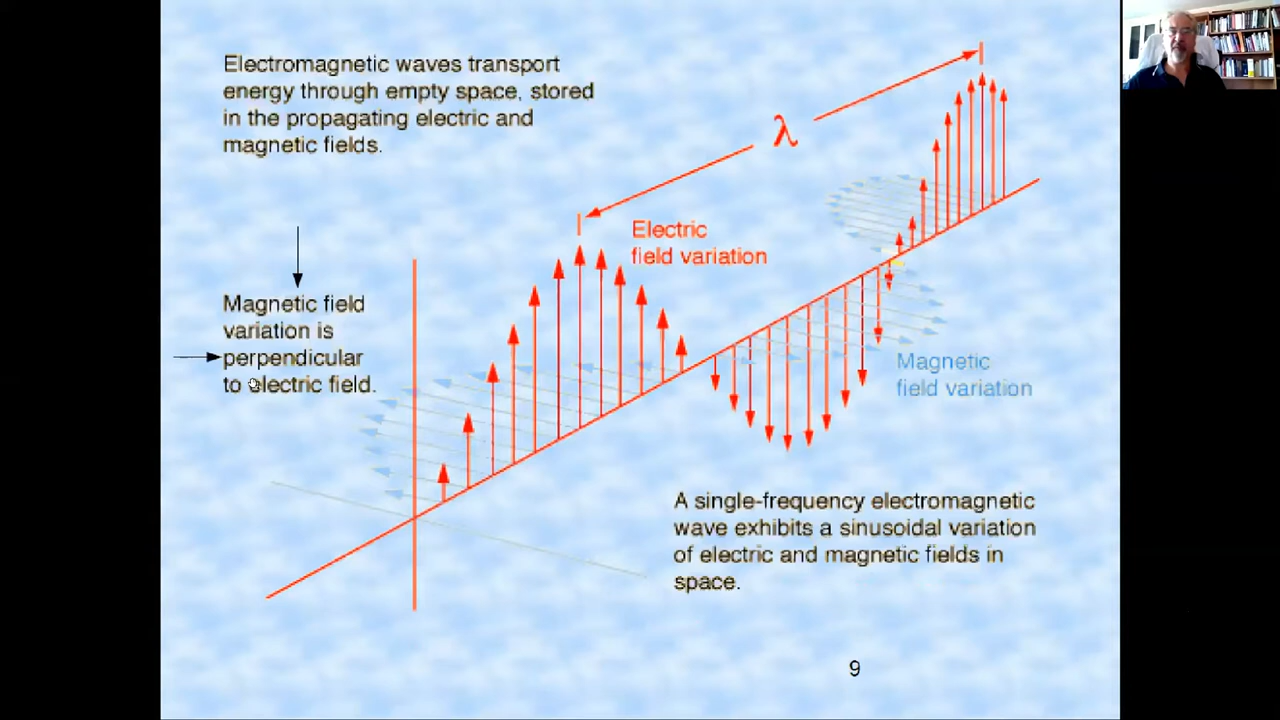 Electromagnetic waves transport
energy through empty space, stored
in the propagating electric and
magnetic fields.
λ
Electric
field variation
Magnetic field
variation is
perpendicular
to electric field.
Magnetic
field variation
A single-frequency electromagnetic
wave exhibits a sinusoidal variation
of electric and magnetic fields in
space.
9